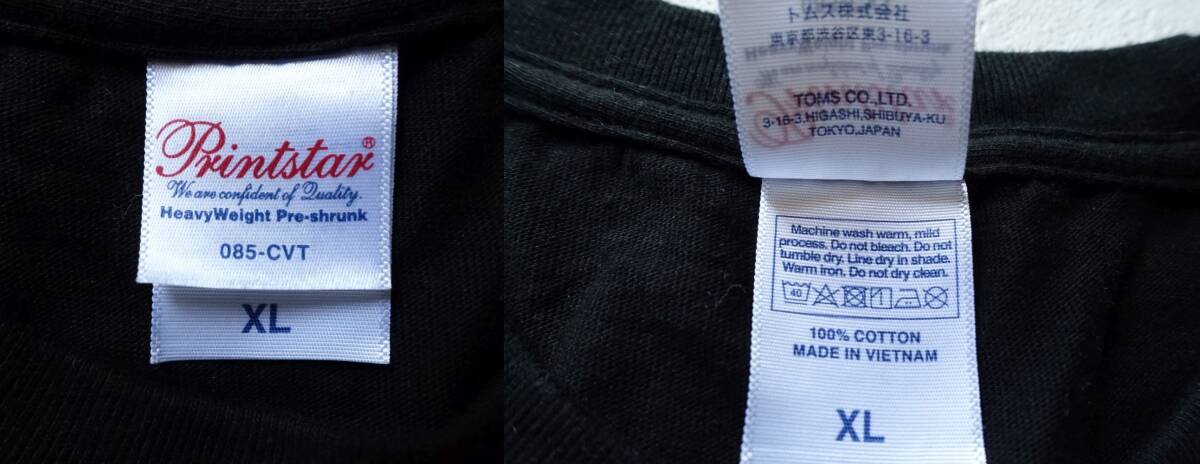 Printstar®
We are confident of Quality.
HeavyWeight Pre-shrunk
085-CVT
XL
トムス株式会社
東京都渋谷区東3-16-3
TOMS CO.,LTD.
3-16-3,HIGASHI,SHIBUYA-KU
TOKYO,JAPAN
Machine wash warm, mild
process. Do not bleach. Do not
tumble dry. Line dry in shade.
Warm iron. Do not dry clean.
40
100% COTTON
MADE IN VIETNAM
XL